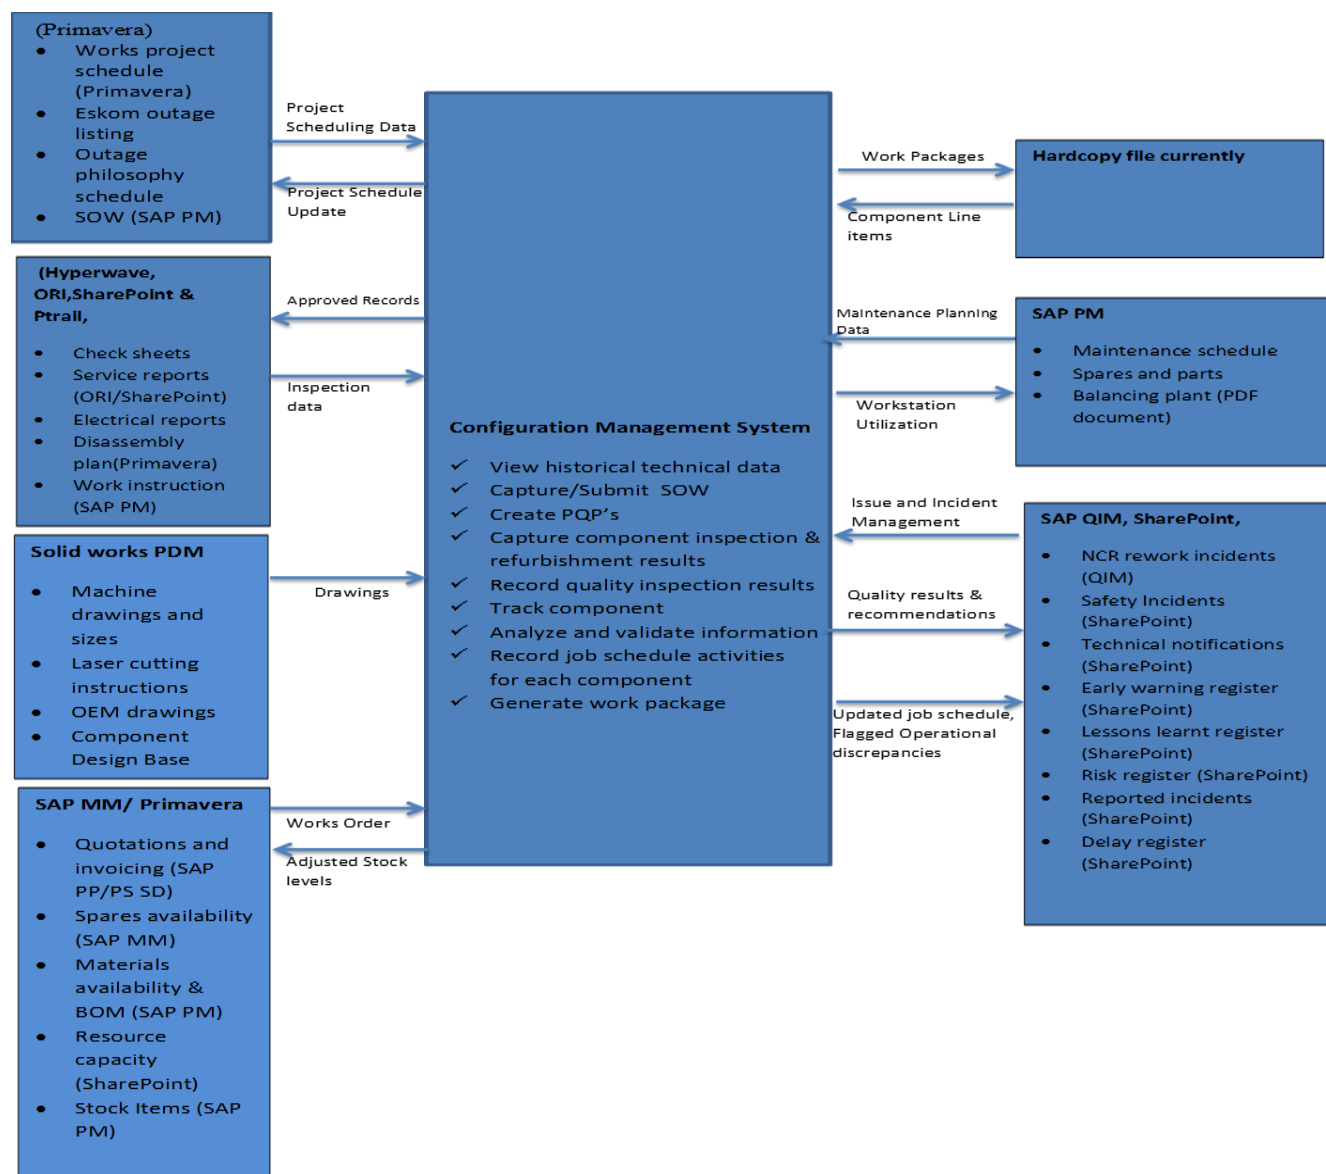 (Primavera)
• Works project
schedule
(Primavera)
• Eskom outage
listing
• Outage
philosophy
schedule
• SOW (SAP PM)
Project
Scheduling Data
Project Schedule
Update
(Hyperwave,
ORI,SharePoint &
Ptrail,
• Check sheets
• Service reports
(ORI/SharePoint)
• Electrical reports
• Disassembly
plan(Primavera)
• Work instruction
(SAP PM)
Approved Records
Inspection
data
Solid works PDM
• Machine
drawings and
sizes
• Laser cutting
instructions
• OEM drawings
• Component
Design Base
Drawings
SAP MM/ Primavera
• Quotations and
invoicing (SAP
PP/PS SD)
• Spares availability
(SAP MM)
• Materials
availability &
BOM (SAP PM)
• Resource
capacity
(SharePoint)
• Stock Items (SAP
PM)
Works Order
Adjusted Stock
levels
Configuration Management System
✓ View historical technical data
✓ Capture/Submit SOW
✓ Create PQP's
✓ Capture component inspection &
refurbishment results
✓ Record quality inspection results
✓ Track component
✓ Analyze and validate information
✓ Record job schedule activities
for each component
✓ Generate work package
Work Packages
Component Line
items
Hardcopy file currently
Maintenance Planning
Data
Workstation
Utilization
SAP PM
• Maintenance schedule
• Spares and parts
• Balancing plant (PDF
document)
Issue and Incident
Management
Quality results &
recommendations
Updated job schedule,
Flagged Operational
discrepancies
SAP QIM, SharePoint,
• NCR rework incidents
(QIM)
• Safety Incidents
(SharePoint)
• Technical notifications
(SharePoint)
• Early warning register
(SharePoint)
• Lessons learnt register
(SharePoint)
• Risk register (SharePoint)
• Reported incidents
(SharePoint)
• Delay register
(SharePoint)